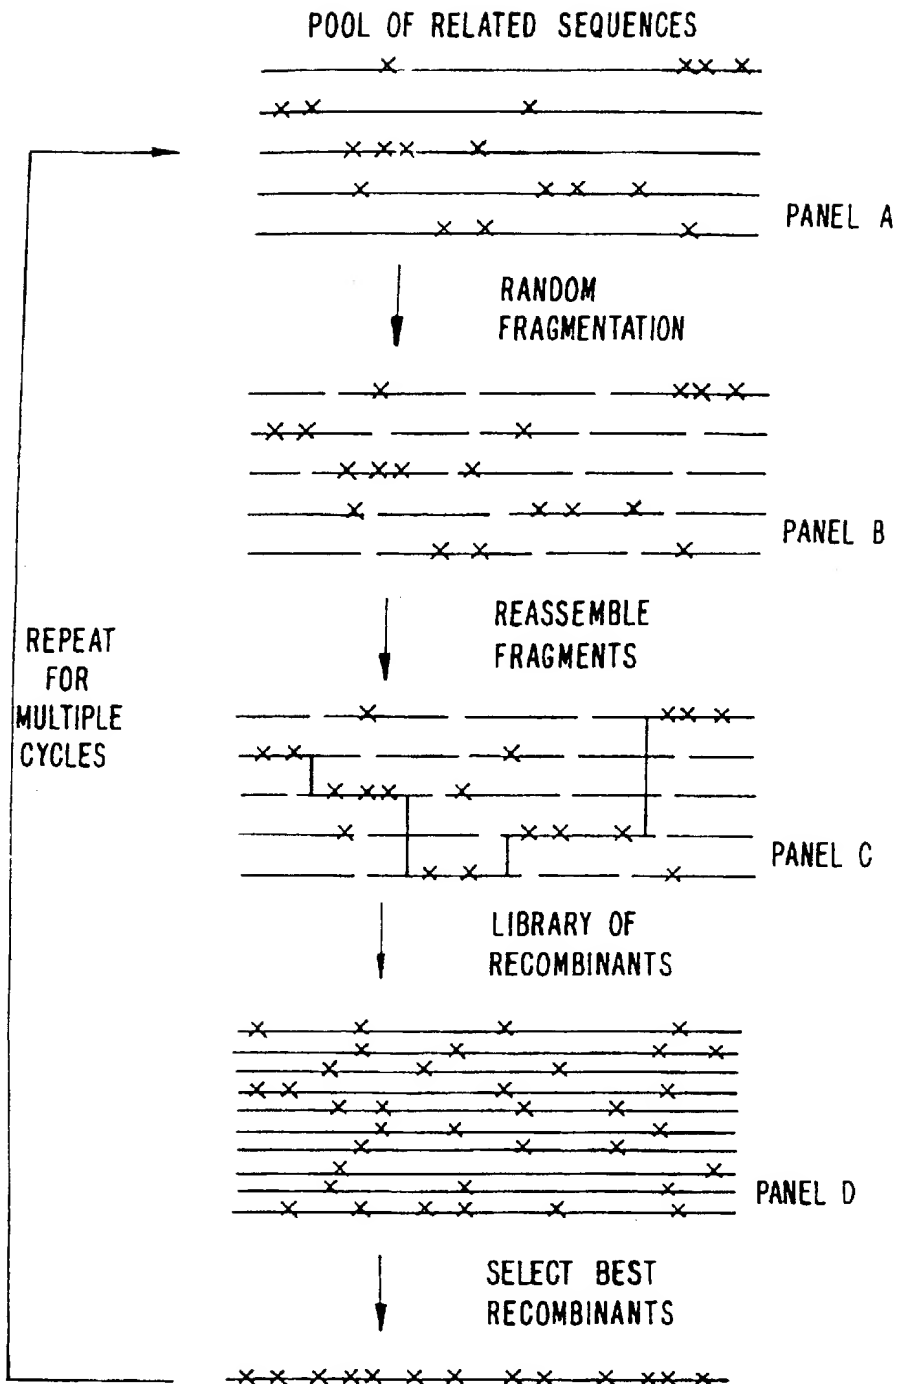 POOL OF RELATED SEQUENCES
PANEL A
RANDOM
FRAGMENTATION
PANEL B
REASSEMBLE
FRAGMENTS
REPEAT
FOR
MULTIPLE
CYCLES
PANEL C
LIBRARY OF
RECOMBINANTS
PANEL D
SELECT BEST
RECOMBINANTS